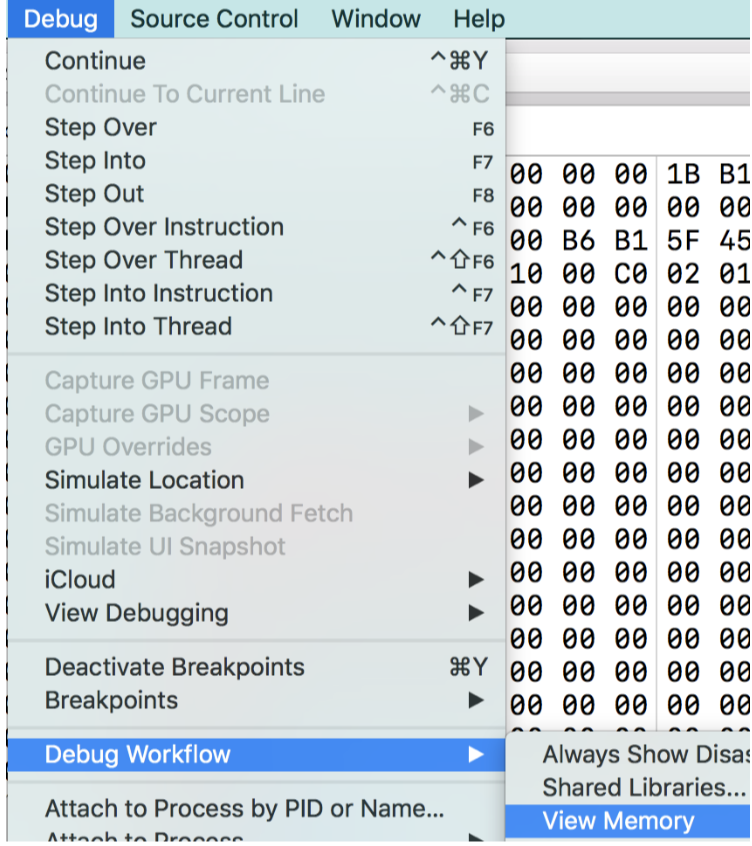 Debug Source Control Window Help
Continue ^⌘Y
Continue To Current Line ^⌘C
Step Over F6
Step Into F7
Step Out F8
Step Over Instruction ^ F6
Step Over Thread ^⇧F6
Step Into Instruction ^ F7
Step Into Thread ^⇧F7
Capture GPU Frame
Capture GPU Scope
GPU Overrides
Simulate Location
Simulate Background Fetch
Simulate UI Snapshot
iCloud
View Debugging
Deactivate Breakpoints ⌘Y
Breakpoints
Debug Workflow
Attach to Process by PID or Name...
Attach to Process
00 00 00 1B B1
00 00 00 00 00
00 B6 B1 5F 45
10 00 C0 02 01
00 00 00 00 00
00 00 00 00 00
00 00 00 00 00
00 00 00 00 00
00 00 00 00 00
00 00 00 00 00
00 00 00 00 00
00 00 00 00 00
00 00 00 00 00
00 00 00 00 00
00 00 00 00 00
00 00 00 00 00
00 00 00 00 00
Always Show Disas
Shared Libraries...
View Memory